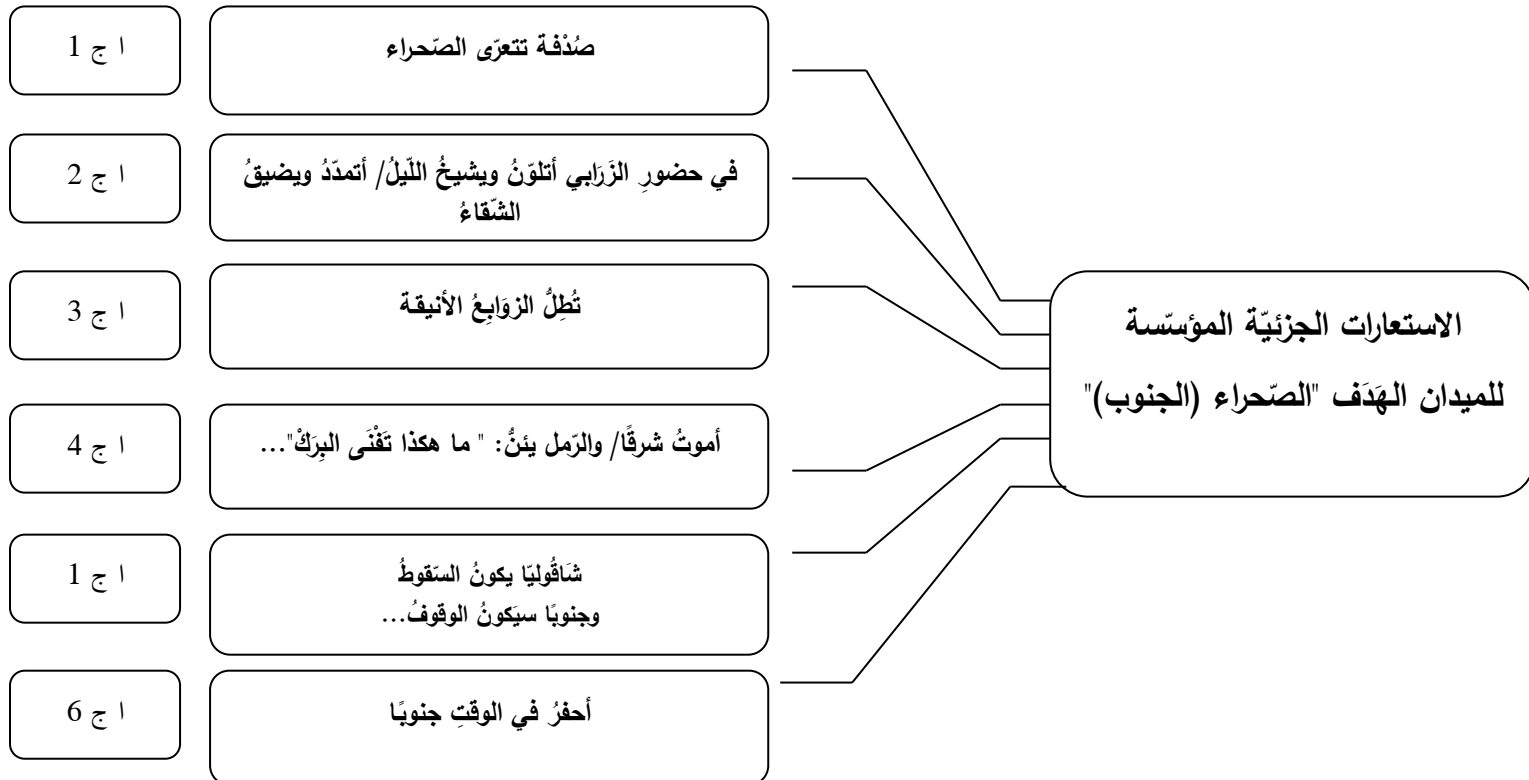 الاستعارات الجزئيّة المؤسّسة
للميدان الهَدَف "الصّحراء (الجنوب)"
صُدْفة تتعرّى الصّحراء
ا ج 1
في حضورِ الزَرَابي أتلوّنُ ويشيخُ اللّيلُ/ أتمدّدُ ويضيقُ
الشّقاءُ
ا ج 2
تُطِلُّ الزوَابِعُ الأنيقة
ا ج 3
أموتُ شرقًا/ والرّمل يئنُّ: " ما هكذا تَفْنَى البِرَكْ"...
ا ج 4
شَاقُوليّا يكونُ السّقوطُ
وجنوبًا سيَكونُ الوقوفُ...
ا ج 1
أحفرُ في الوقتِ جنوبًا
ا ج 6